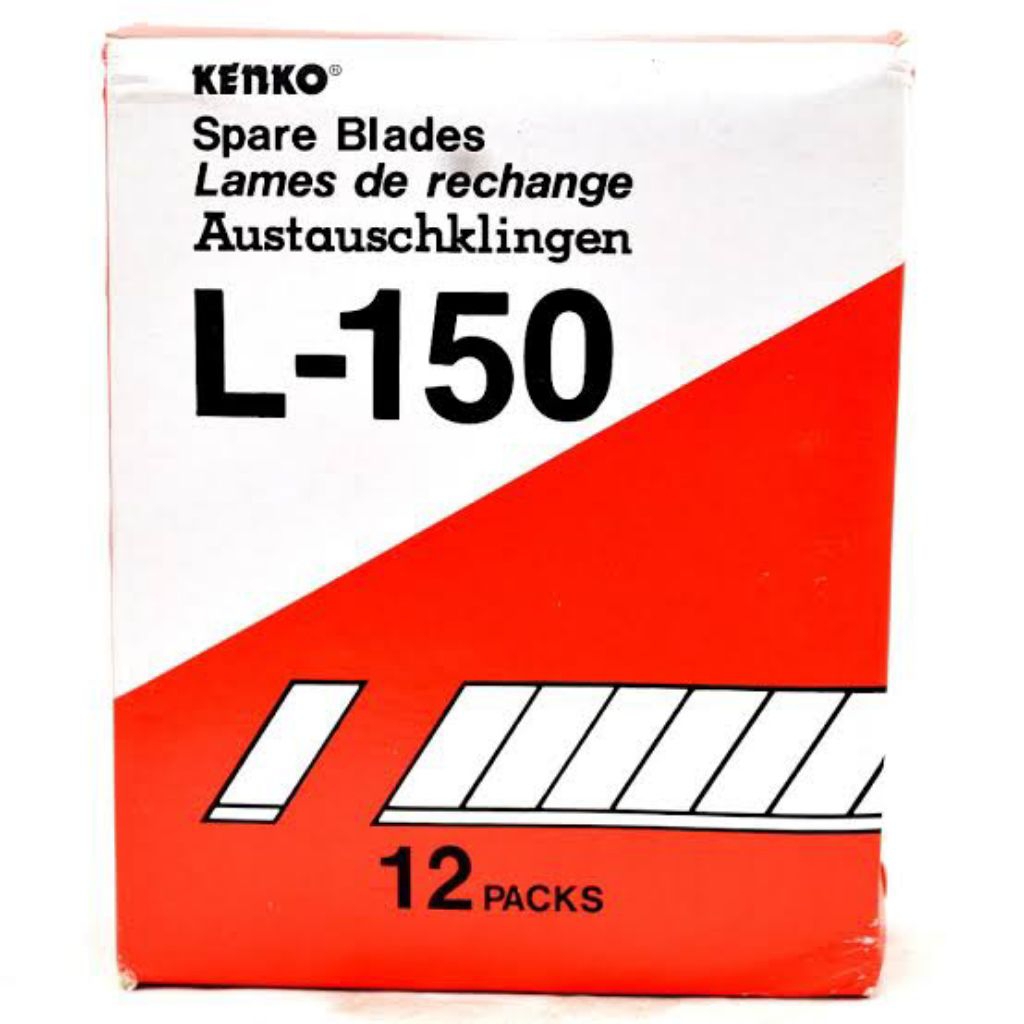 KENKO®
Spare Blades
Lames de rechange
Austauschklingen
L-150
12 PACKS